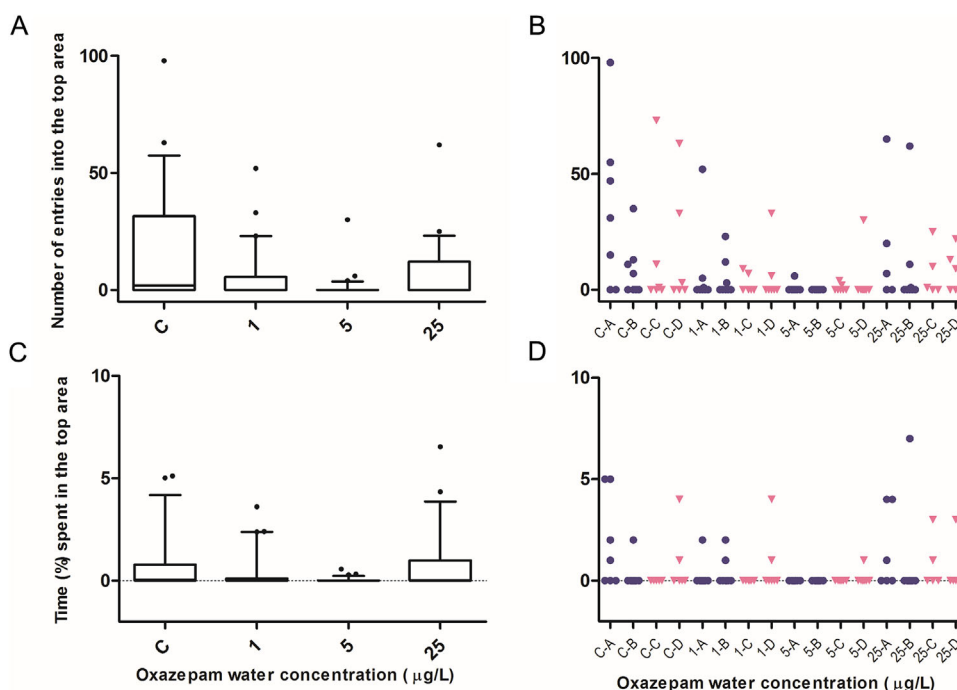 A
Number of entries into the top area
100
50
0
C
1
5
25
B
100
50
0
C-A
C-B
C-C
C-D
1-A
1-B
1-C
1-D
5-A
5-B
5-C
5-D
25-A
25-B
25-C
25-D
C
Time (%) spent in the top area
10
5
0
C
1
5
25
Oxazepam water concentration ( µg/L)
D
10
5
0
C-A
C-B
C-C
C-D
1-A
1-B
1-C
1-D
5-A
5-B
5-C
5-D
25-A
25-B
25-C
25-D
Oxazepam water concentration ( µg/L)